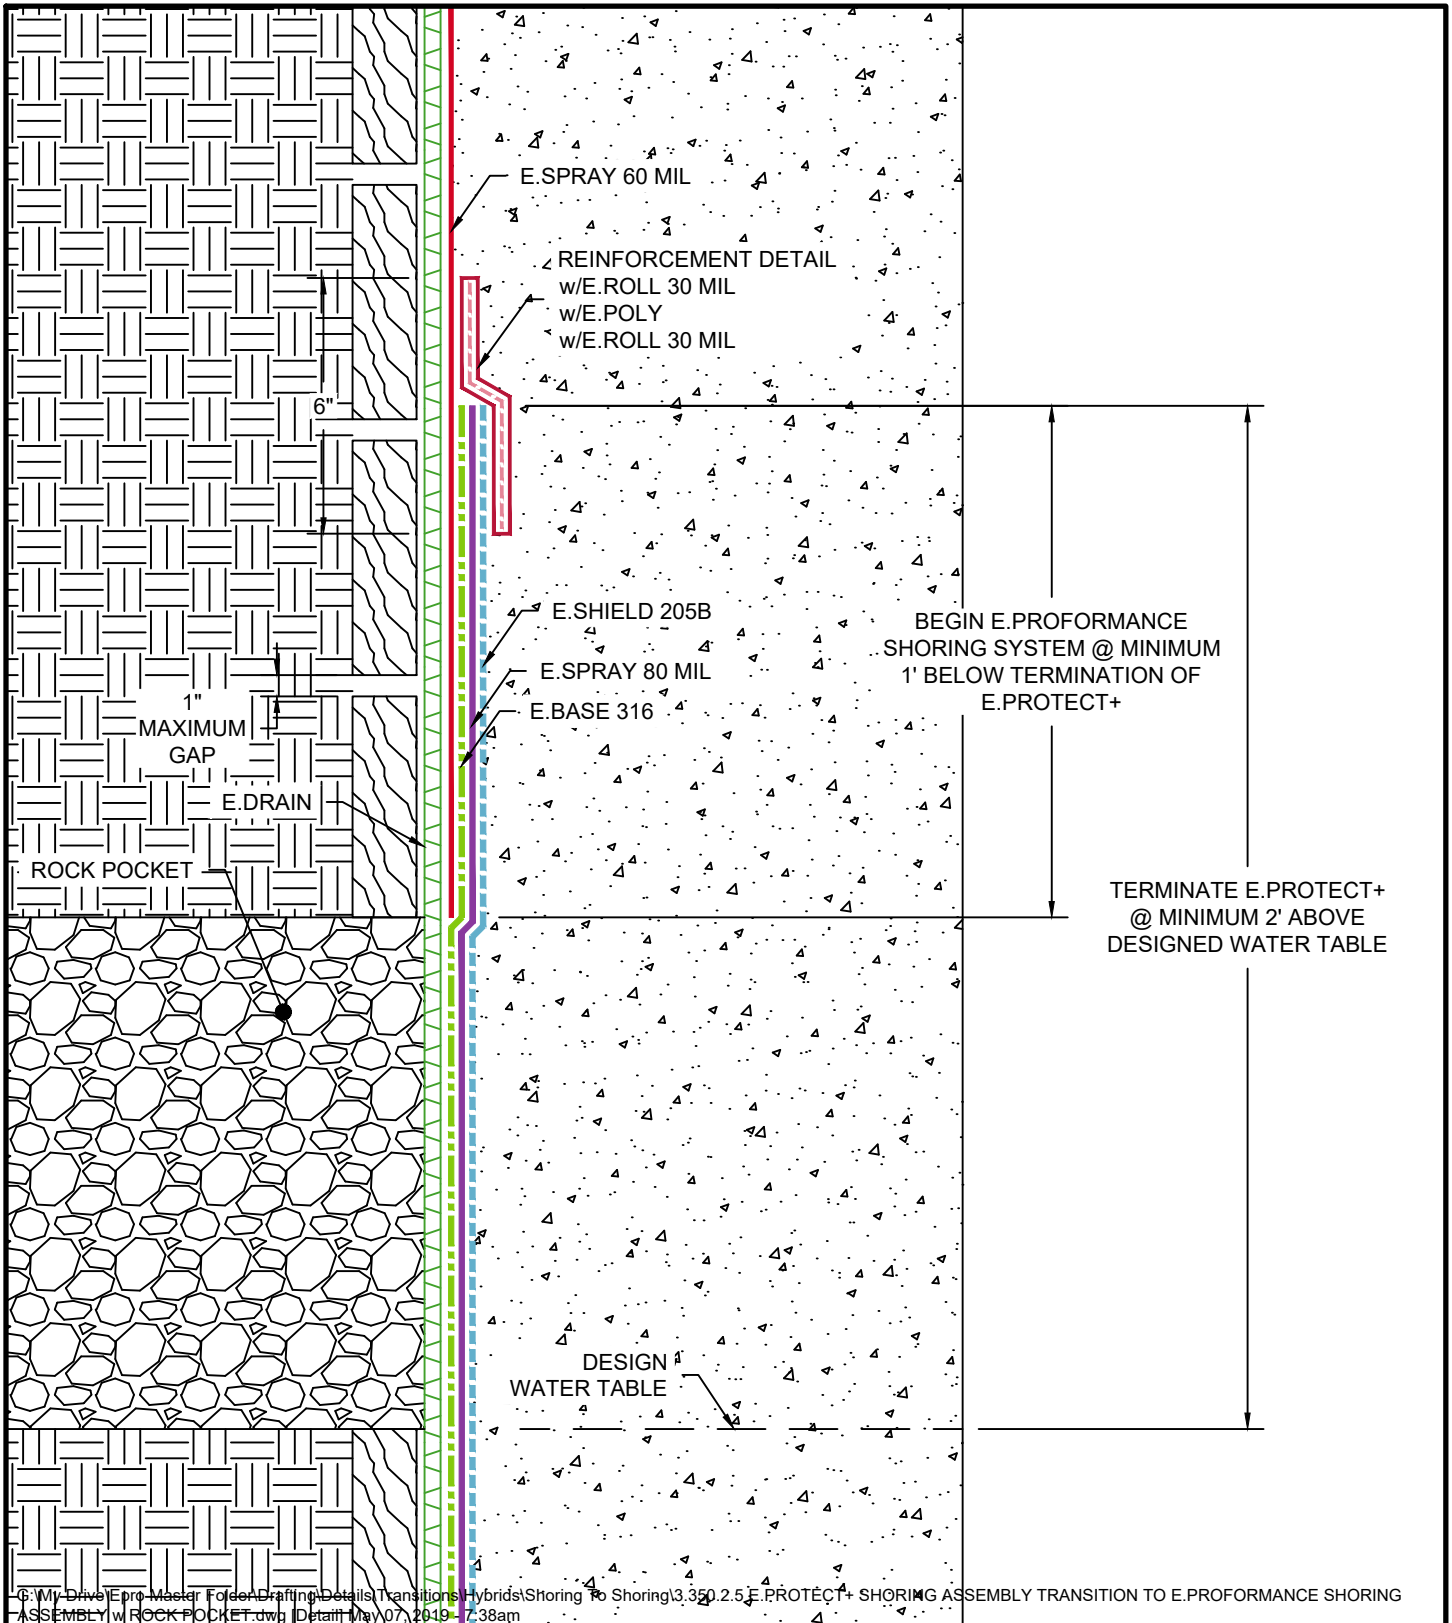 E.SPRAY 60 MIL
REINFORCEMENT DETAIL
w/E.ROLL 30 MIL
w/E.POLY
w/E.ROLL 30 MIL
6"
E.SHIELD 205B
E.SPRAY 80 MIL
E.BASE 316
BEGIN E.PROFORMANCE
SHORING SYSTEM @ MINIMUM
1' BELOW TERMINATION OF
E.PROTECT+
1"
MAXIMUM
GAP
E.DRAIN
ROCK POCKET
TERMINATE E.PROTECT+
@ MINIMUM 2' ABOVE
DESIGNED WATER TABLE
DESIGN
WATER TABLE
G:\My Drive\Epro Master Folder\Drafting\Details\Transitions\Hybrids\Shoring To Shoring\3.350.2.5 E.PROTECT+ SHORING ASSEMBLY TRANSITION TO E.PROFORMANCE SHORING
ASSEMBLY w ROCK POCKET.dwg [Detail] May 07, 2019 - 7:38am